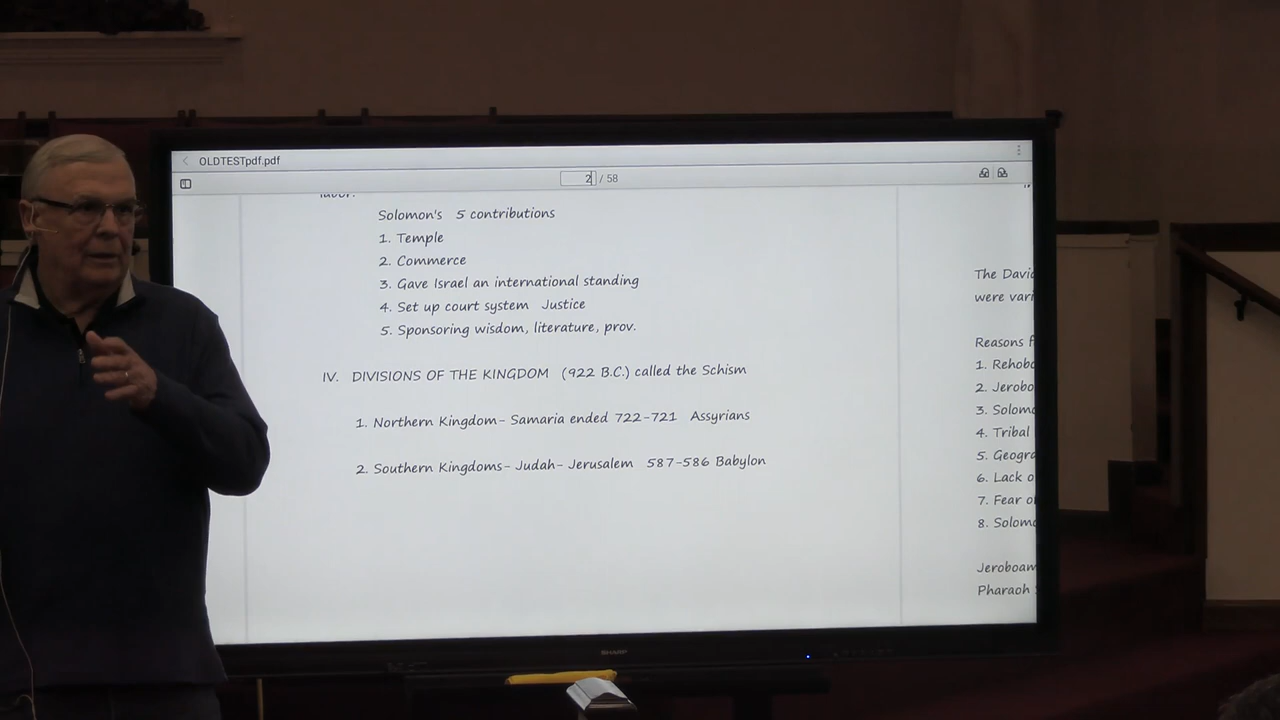 OLDTESTpdf.pdf
2 / 58
labor.
Solomon's 5 contributions
1. Temple
2. Commerce
3. Gave Israel an international standing
4. Set up court system Justice
5. Sponsoring wisdom, literature, prov.
IV. DIVISIONS OF THE KINGDOM (922 B.C.) called the Schism
1. Northern Kingdom- Samaria ended 722-721 Assyrians
2. Southern Kingdoms- Judah- Jerusalem 587-586 Babylon
The Davi
were vari
Reasons f
1. Rehobo
2. Jerobo
3. Solomo
4. Tribal
5. Geogra
6. Lack o
7. Fear o
8. Solomo
Jeroboam
Pharaoh
SHARP